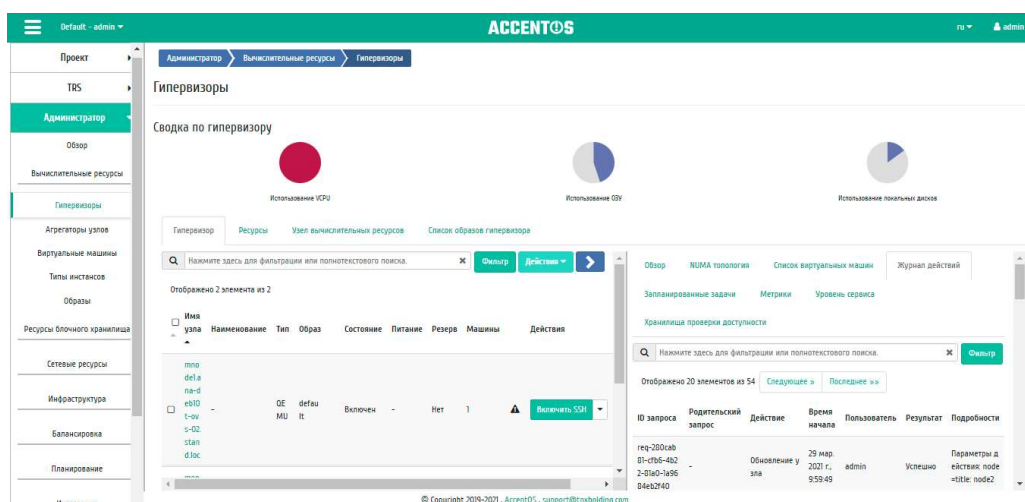 Default - admin
ACCENTOS
ru
admin
Проект
TRS
Администратор
Обзор
Вычислительные ресурсы
Гипервизоры
Агрегаторы узлов
Виртуальные машины
Типы инстансов
Образы
Ресурсы блочного хранилища
Сетевые ресурсы
Инфраструктура
Балансировка
Планирование
Администратор
Вычислительные ресурсы
Гипервизоры
Гипервизоры
Сводка по гипервизору
Использование VCPU
Использование ОЗУ
Использование локальных дисков
Гипервизор
Ресурсы
Узел вычислительных ресурсов
Список образов гипервизора
Нажмите здесь для фильтрации или полнотекстового поиска.
Фильтр
Действия
Отображено 2 элемента из 2
Имя узла
Наименование
Тип
Образ
Состояние
Питание
Резерв
Машины
Действия
mno
del.a
na-d
eb10
t-ov
s-02.
stan
d.loc
-
QE
MU
defau
lt
Включен
-
Нет
1
Включить SSH
Обзор
NUMA топология
Список виртуальных машин
Журнал действий
Запланированные задачи
Метрики
Уровень сервиса
Хранилища проверки доступности
Нажмите здесь для фильтрации или полнотекстового поиска.
Фильтр
Отображено 20 элементов из 54
Следующее »
Последнее »»
ID запроса
Родительский запрос
Действие
Время начала
Пользователь
Результат
Подробности
req-280cab
81-cfb6-4b2
2-81a0-1a96
84eb2f40
-
Обновление у
зла
29 мар.
2021 г.,
9:59:49
admin
Успешно
Параметры д
ействия: node
=title: node2
© Copyright 2019-2021 , AccentOS , support@tsxholding.com